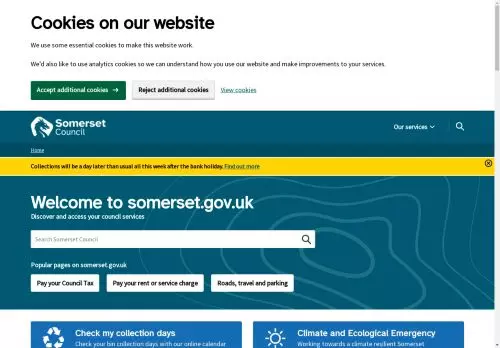 Cookies on our website
We use some essential cookies to make this website work.
We'd also like to use analytics cookies so we can understand how you use our website and make improvements to your services.
Accept additional cookies
Reject additional cookies
View cookies
Somerset
Council
Our services
Home
Collections will be a day later than usual all this week after the bank holiday. Find out more
Welcome to somerset.gov.uk
Discover and access your council services
Search Somerset Council
Popular pages on somerset.gov.uk
Pay your Council Tax
Pay your rent or service charge
Roads, travel and parking
Check my collection days
Check your bin collection days with our online calendar
Climate and Ecological Emergency
Working towards a climate resilient Somerset